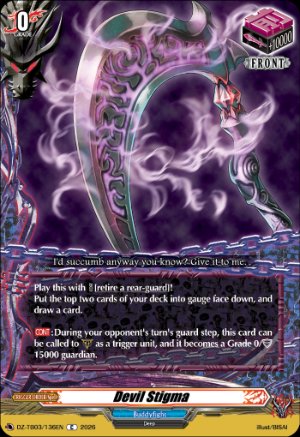 0
GRADE
+10000
FRONT
I'd succumb anyway you know? Give it to me.
Play this with [retire a rear-guard]!
Put the top two cards of your deck into gauge face down, and
draw a card.
CONT:During your opponent's turn's guard step, this card can
be called to as a trigger unit, and it becomes a Grade 0/
15000 guardian.
Devil Stigma
Buddyfight
Deep
DZ-TB03/136EN C 2026
Illust/BISAI